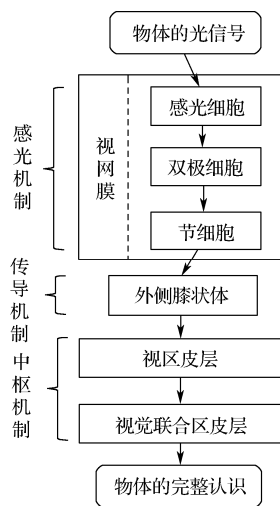 物体的光信号
感光机制
视网膜
感光细胞
双极细胞
节细胞
传导机制
外侧膝状体
中枢机制
视区皮层
视觉联合区皮层
物体的完整认识